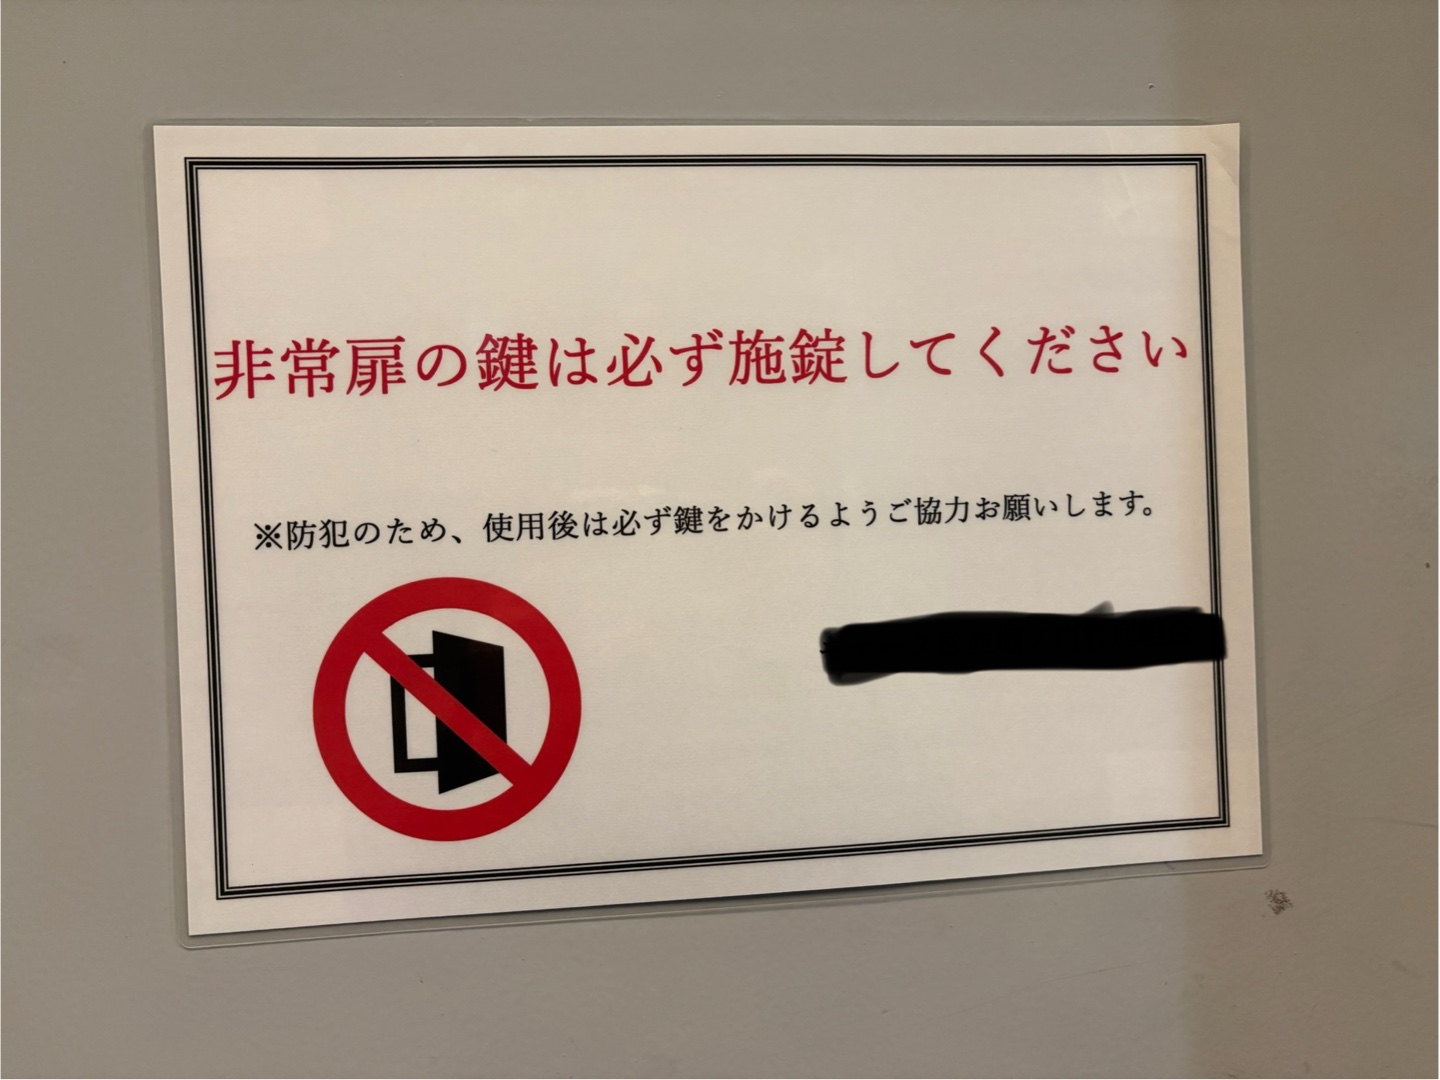 非常扉の鍵は必ず施錠してください
※防犯のため、使用後は必ず鍵をかけるようご協力お願いします。